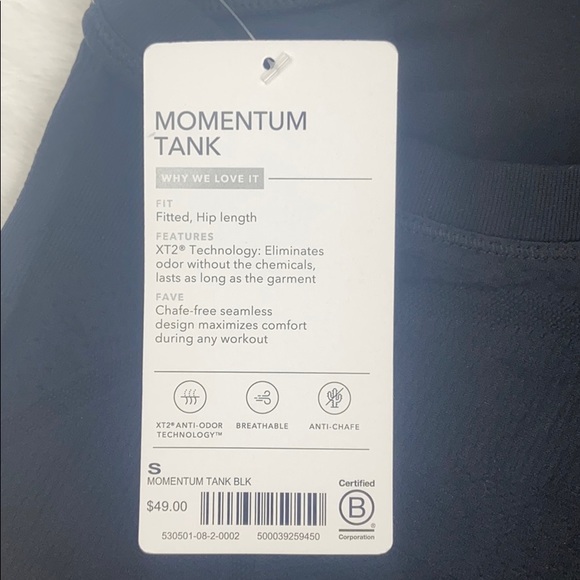 MOMENTUM
TANK
WHY WE LOVE IT
FIT
Fitted, Hip length
FEATURES
XT2® Technology: Eliminates
odor without the chemicals,
lasts as long as the garment
FAVE
Chafe-free seamless
design maximizes comfort
during any workout
XT2® ANTI-ODOR
TECHNOLOGY™
BREATHABLE
ANTI-CHAFE
S
MOMENTUM TANK BLK
$49.00
530501-08-2-0002 500039259450
Certified
B
®
Corporation